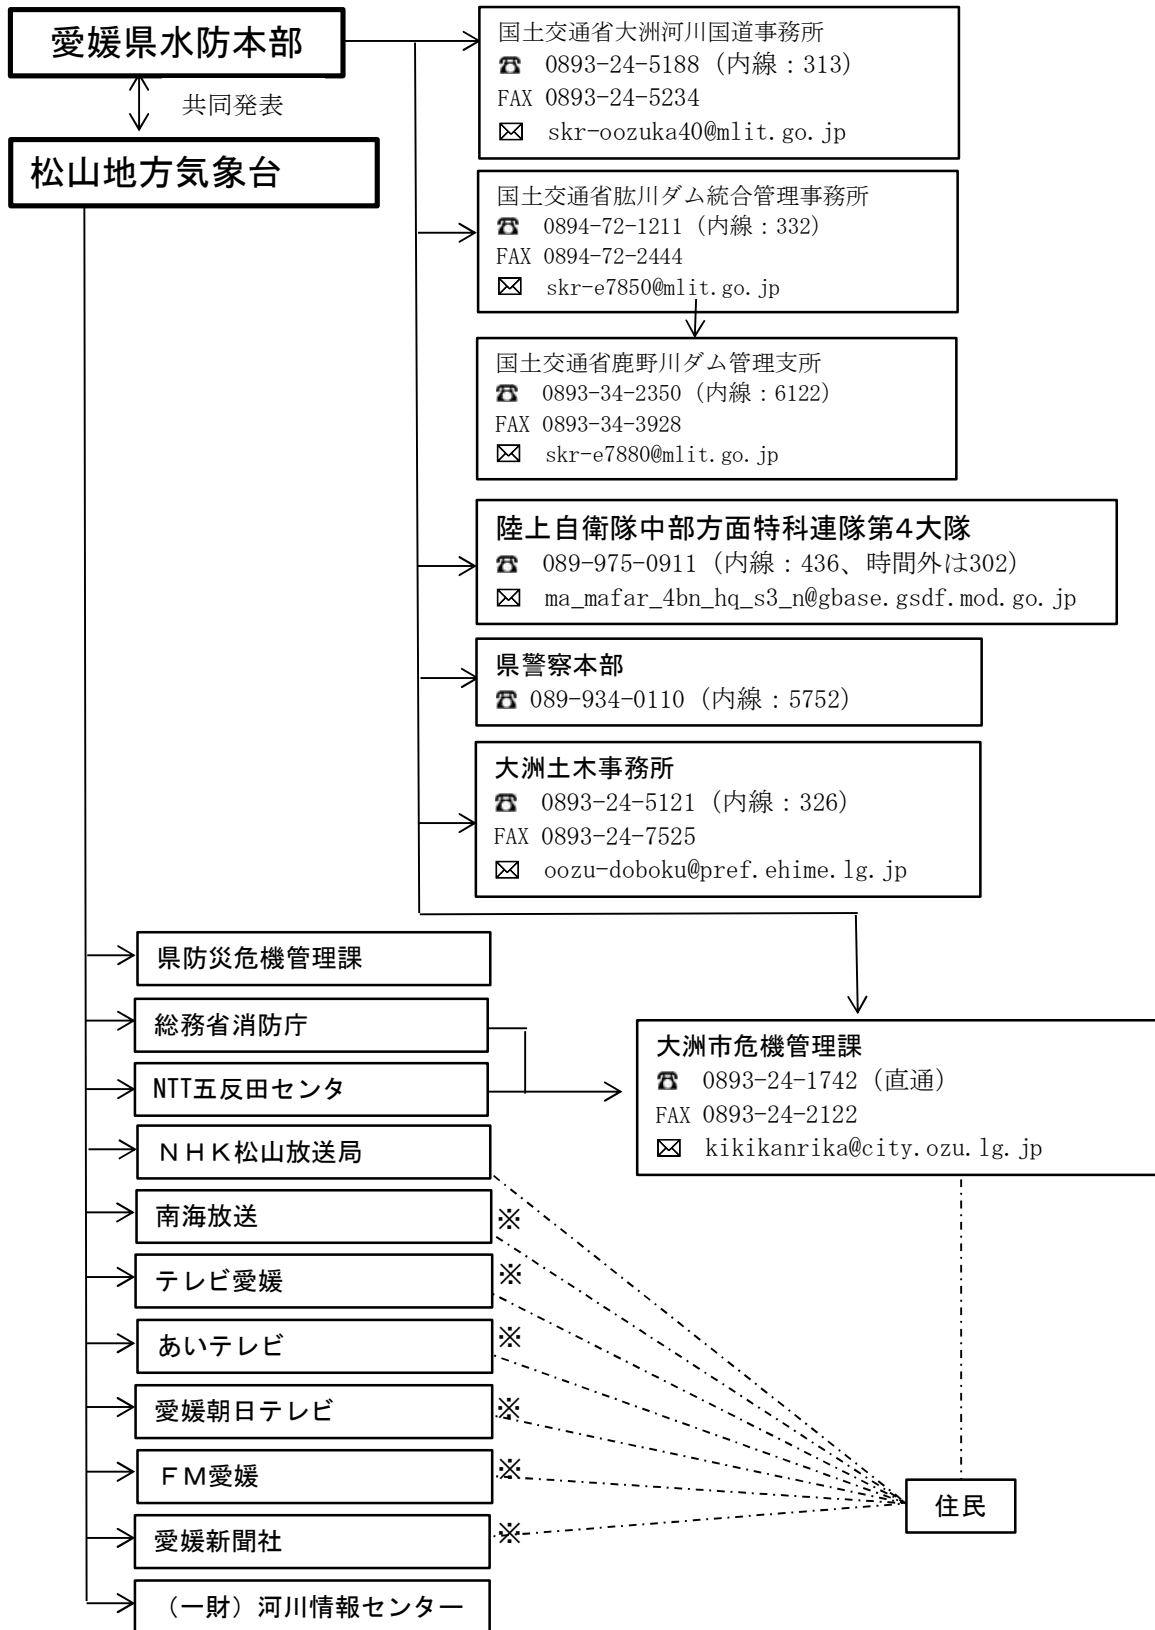 愛媛県水防本部
共同発表
松山地方気象台
国土交通省大洲河川国道事務所
☎ 0893-24-5188（内線：313）
FAX 0893-24-5234
✉ skr-oozuka40@mlit.go.jp
国土交通省肱川ダム統合管理事務所
☎ 0894-72-1211（内線：332）
FAX 0894-72-2444
✉ skr-e7850@mlit.go.jp
国土交通省鹿野川ダム管理支所
☎ 0893-34-2350（内線：6122）
FAX 0893-34-3928
✉ skr-e7880@mlit.go.jp
陸上自衛隊中部方面特科連隊第4大隊
☎ 089-975-0911（内線：436、時間外は302）
✉ ma_mafar_4bn_hq_s3_n@gbase.gsdf.mod.go.jp
県警察本部
☎ 089-934-0110（内線：5752）
大洲土木事務所
☎ 0893-24-5121（内線：326）
FAX 0893-24-7525
✉ oozu-doboku@pref.ehime.lg.jp
県防災危機管理課
総務省消防庁
NTT五反田センタ
ＮＨＫ松山放送局
南海放送 ※
テレビ愛媛 ※
あいテレビ ※
愛媛朝日テレビ ※
ＦＭ愛媛 ※
愛媛新聞社 ※
（一財）河川情報センター
大洲市危機管理課
☎ 0893-24-1742（直通）
FAX 0893-24-2122
✉ kikikanrika@city.ozu.lg.jp
住民